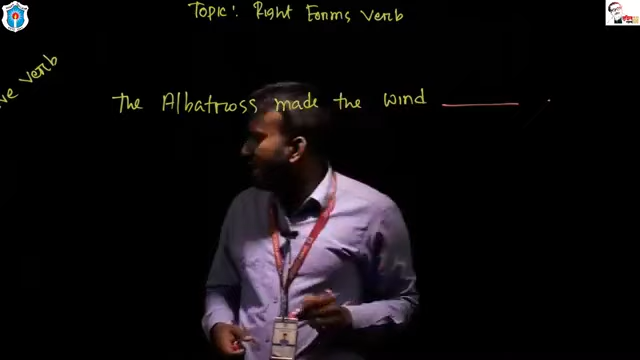 Topic: Right Forms Verb
ve verb
The Albatross made the wind ______ .